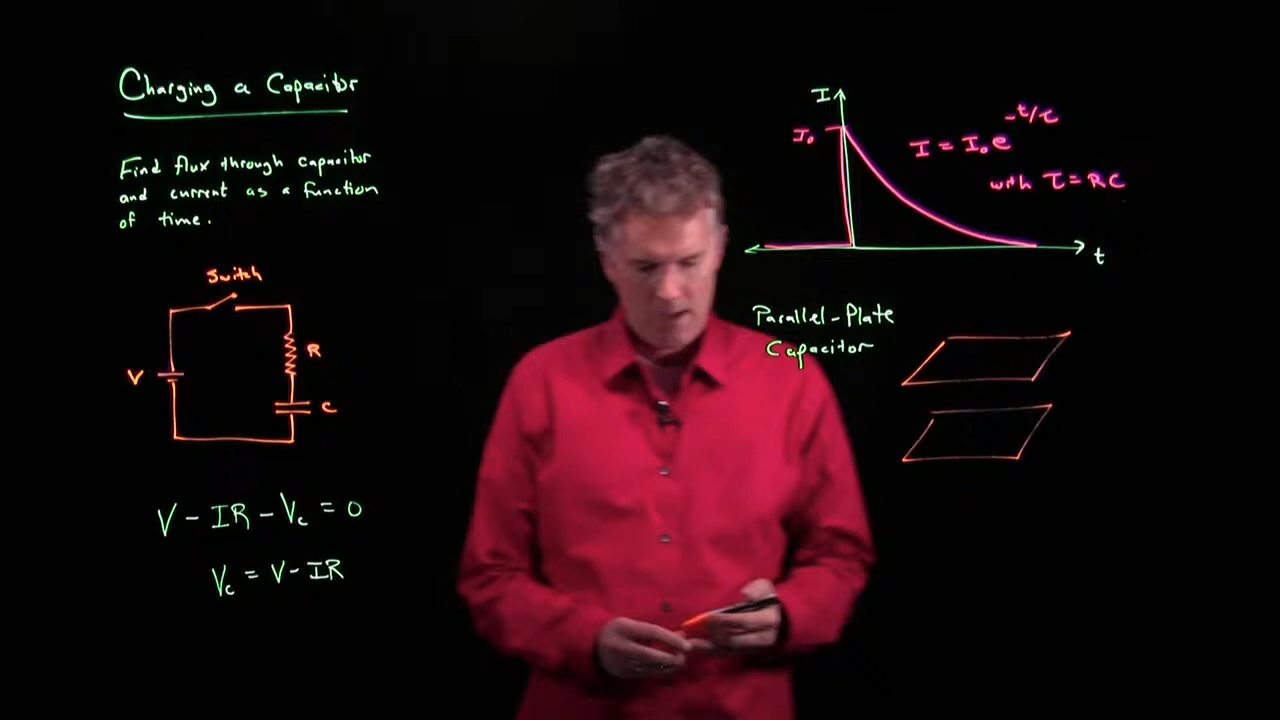 Charging a Capacitor
Find flux through capacitor
and current as a function
of time.
Switch
V
R
C
V - IR - Vc = 0
Vc = V - IR
I
I₀
I = I₀e^(-t/τ)
with τ = RC
t
Parallel-Plate
Capacitor